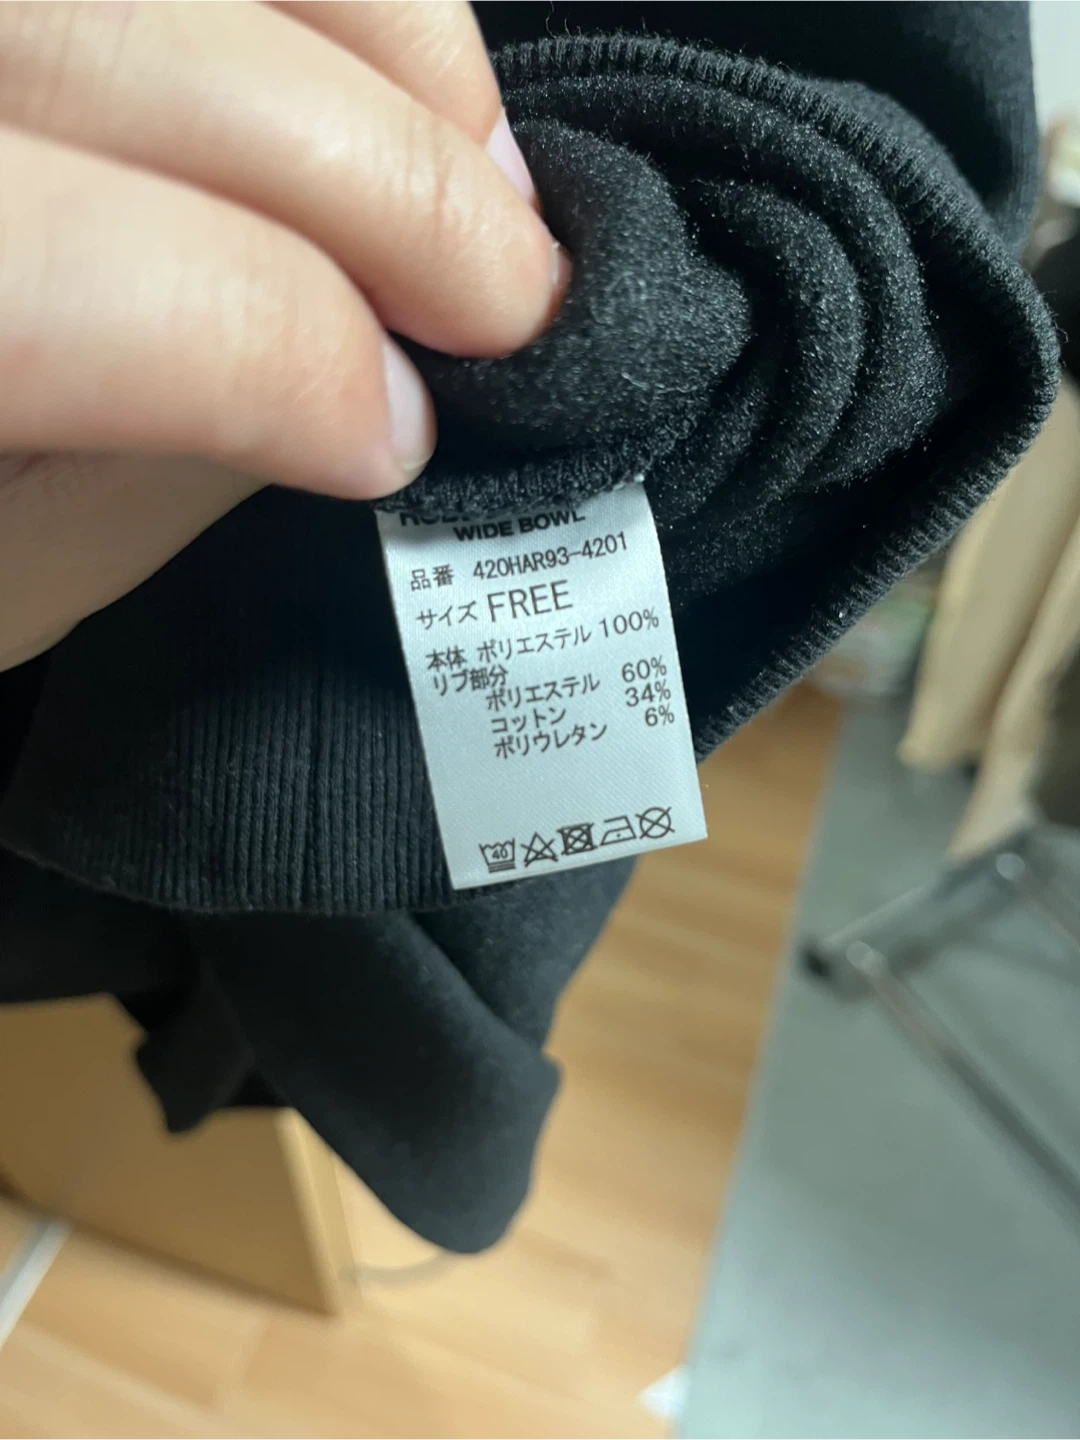 WIDE BOWL
品番 420HAR93-4201
サイズ FREE
本体 ポリエステル 100%
リブ部分
ポリエステル 60%
コットン 34%
ポリウレタン 6%
40